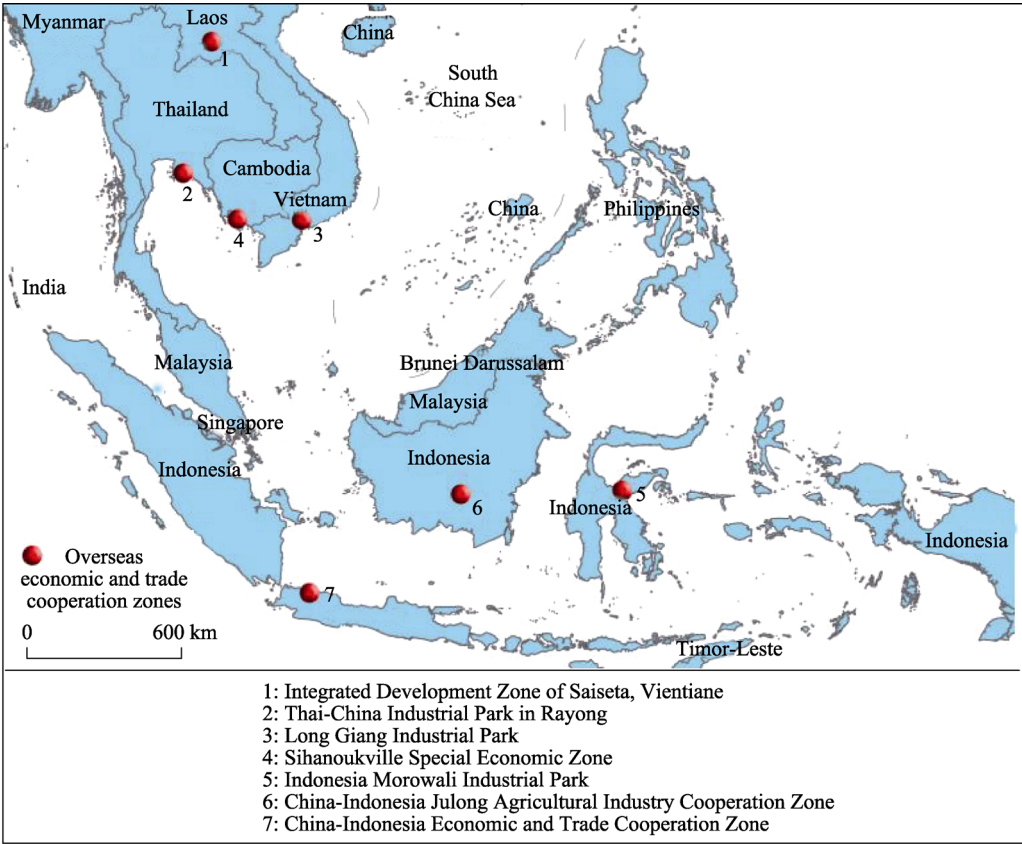 Myanmar
Laos
China
1
South
China Sea
Thailand
Cambodia
2
Vietnam
China
Philippines
4
3
India
Malaysia
Brunei Darussalam
Malaysia
Singapore
Indonesia
Indonesia
5
6
Indonesia
Indonesia
Overseas
economic and trade
cooperation zones
7
0 600 km
Timor-Leste
1: Integrated Development Zone of Saiseta, Vientiane
2: Thai-China Industrial Park in Rayong
3: Long Giang Industrial Park
4: Sihanoukville Special Economic Zone
5: Indonesia Morowali Industrial Park
6: China-Indonesia Julong Agricultural Industry Cooperation Zone
7: China-Indonesia Economic and Trade Cooperation Zone